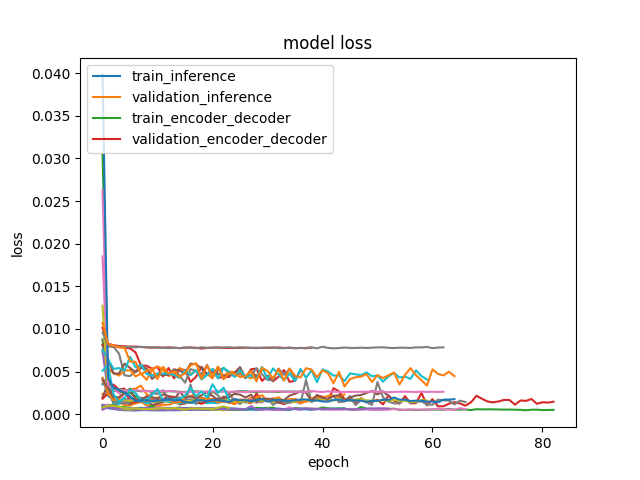 model loss
train_inference
validation_inference
train_encoder_decoder
validation_encoder_decoder
0.040
0.035
0.030
0.025
0.020
0.015
0.010
0.005
0.000
loss
0 20 40 60 80
epoch